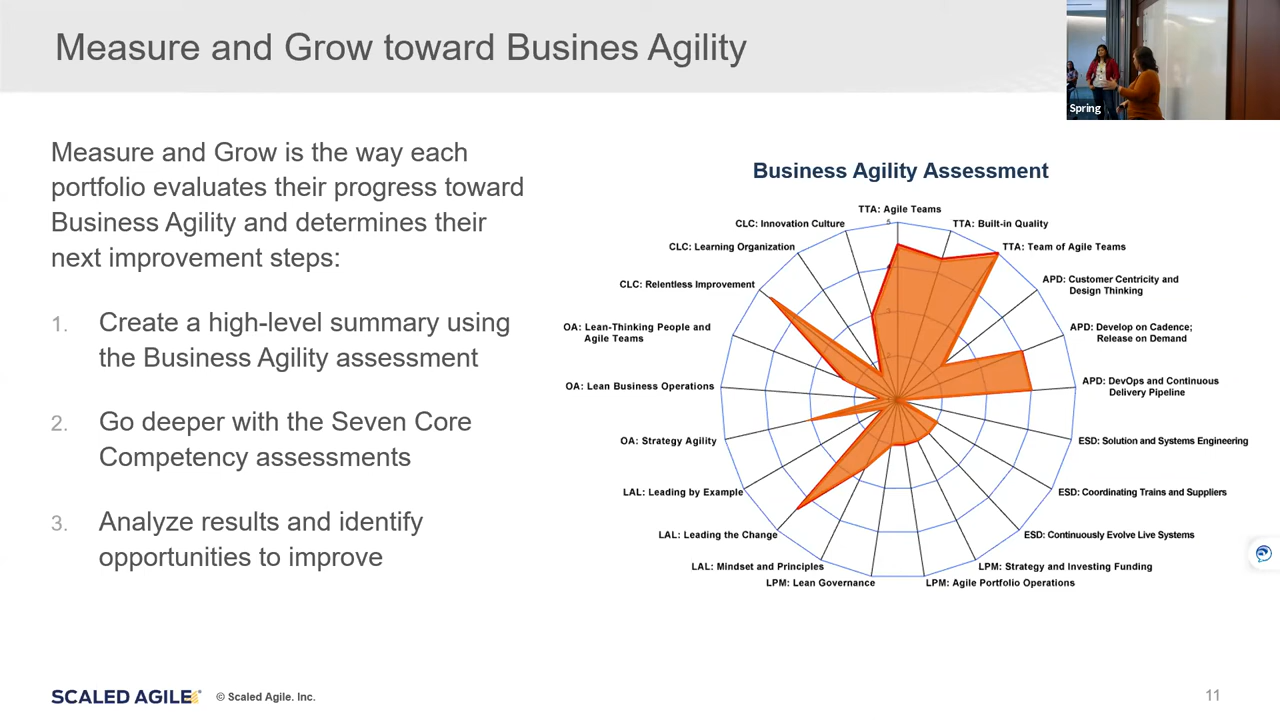 Measure and Grow toward Busines Agility
Spring
Measure and Grow is the way each
portfolio evaluates their progress toward
Business Agility and determines their
next improvement steps:
1. Create a high-level summary using
the Business Agility assessment
2. Go deeper with the Seven Core
Competency assessments
3. Analyze results and identify
opportunities to improve
Business Agility Assessment
TTA: Agile Teams
TTA: Built-in Quality
TTA: Team of Agile Teams
APD: Customer Centricity and
Design Thinking
APD: Develop on Cadence;
Release on Demand
APD: DevOps and Continuous
Delivery Pipeline
ESD: Solution and Systems Engineering
ESD: Coordinating Trains and Suppliers
ESD: Continuously Evolve Live Systems
LPM: Strategy and Investing Funding
LPM: Agile Portfolio Operations
LPM: Lean Governance
LAL: Mindset and Principles
LAL: Leading the Change
LAL: Leading by Example
OA: Strategy Agility
OA: Lean Business Operations
OA: Lean-Thinking People and
Agile Teams
CLC: Relentless Improvement
CLC: Learning Organization
CLC: Innovation Culture
5
SCALED AGILE
© Scaled Agile. Inc.
11